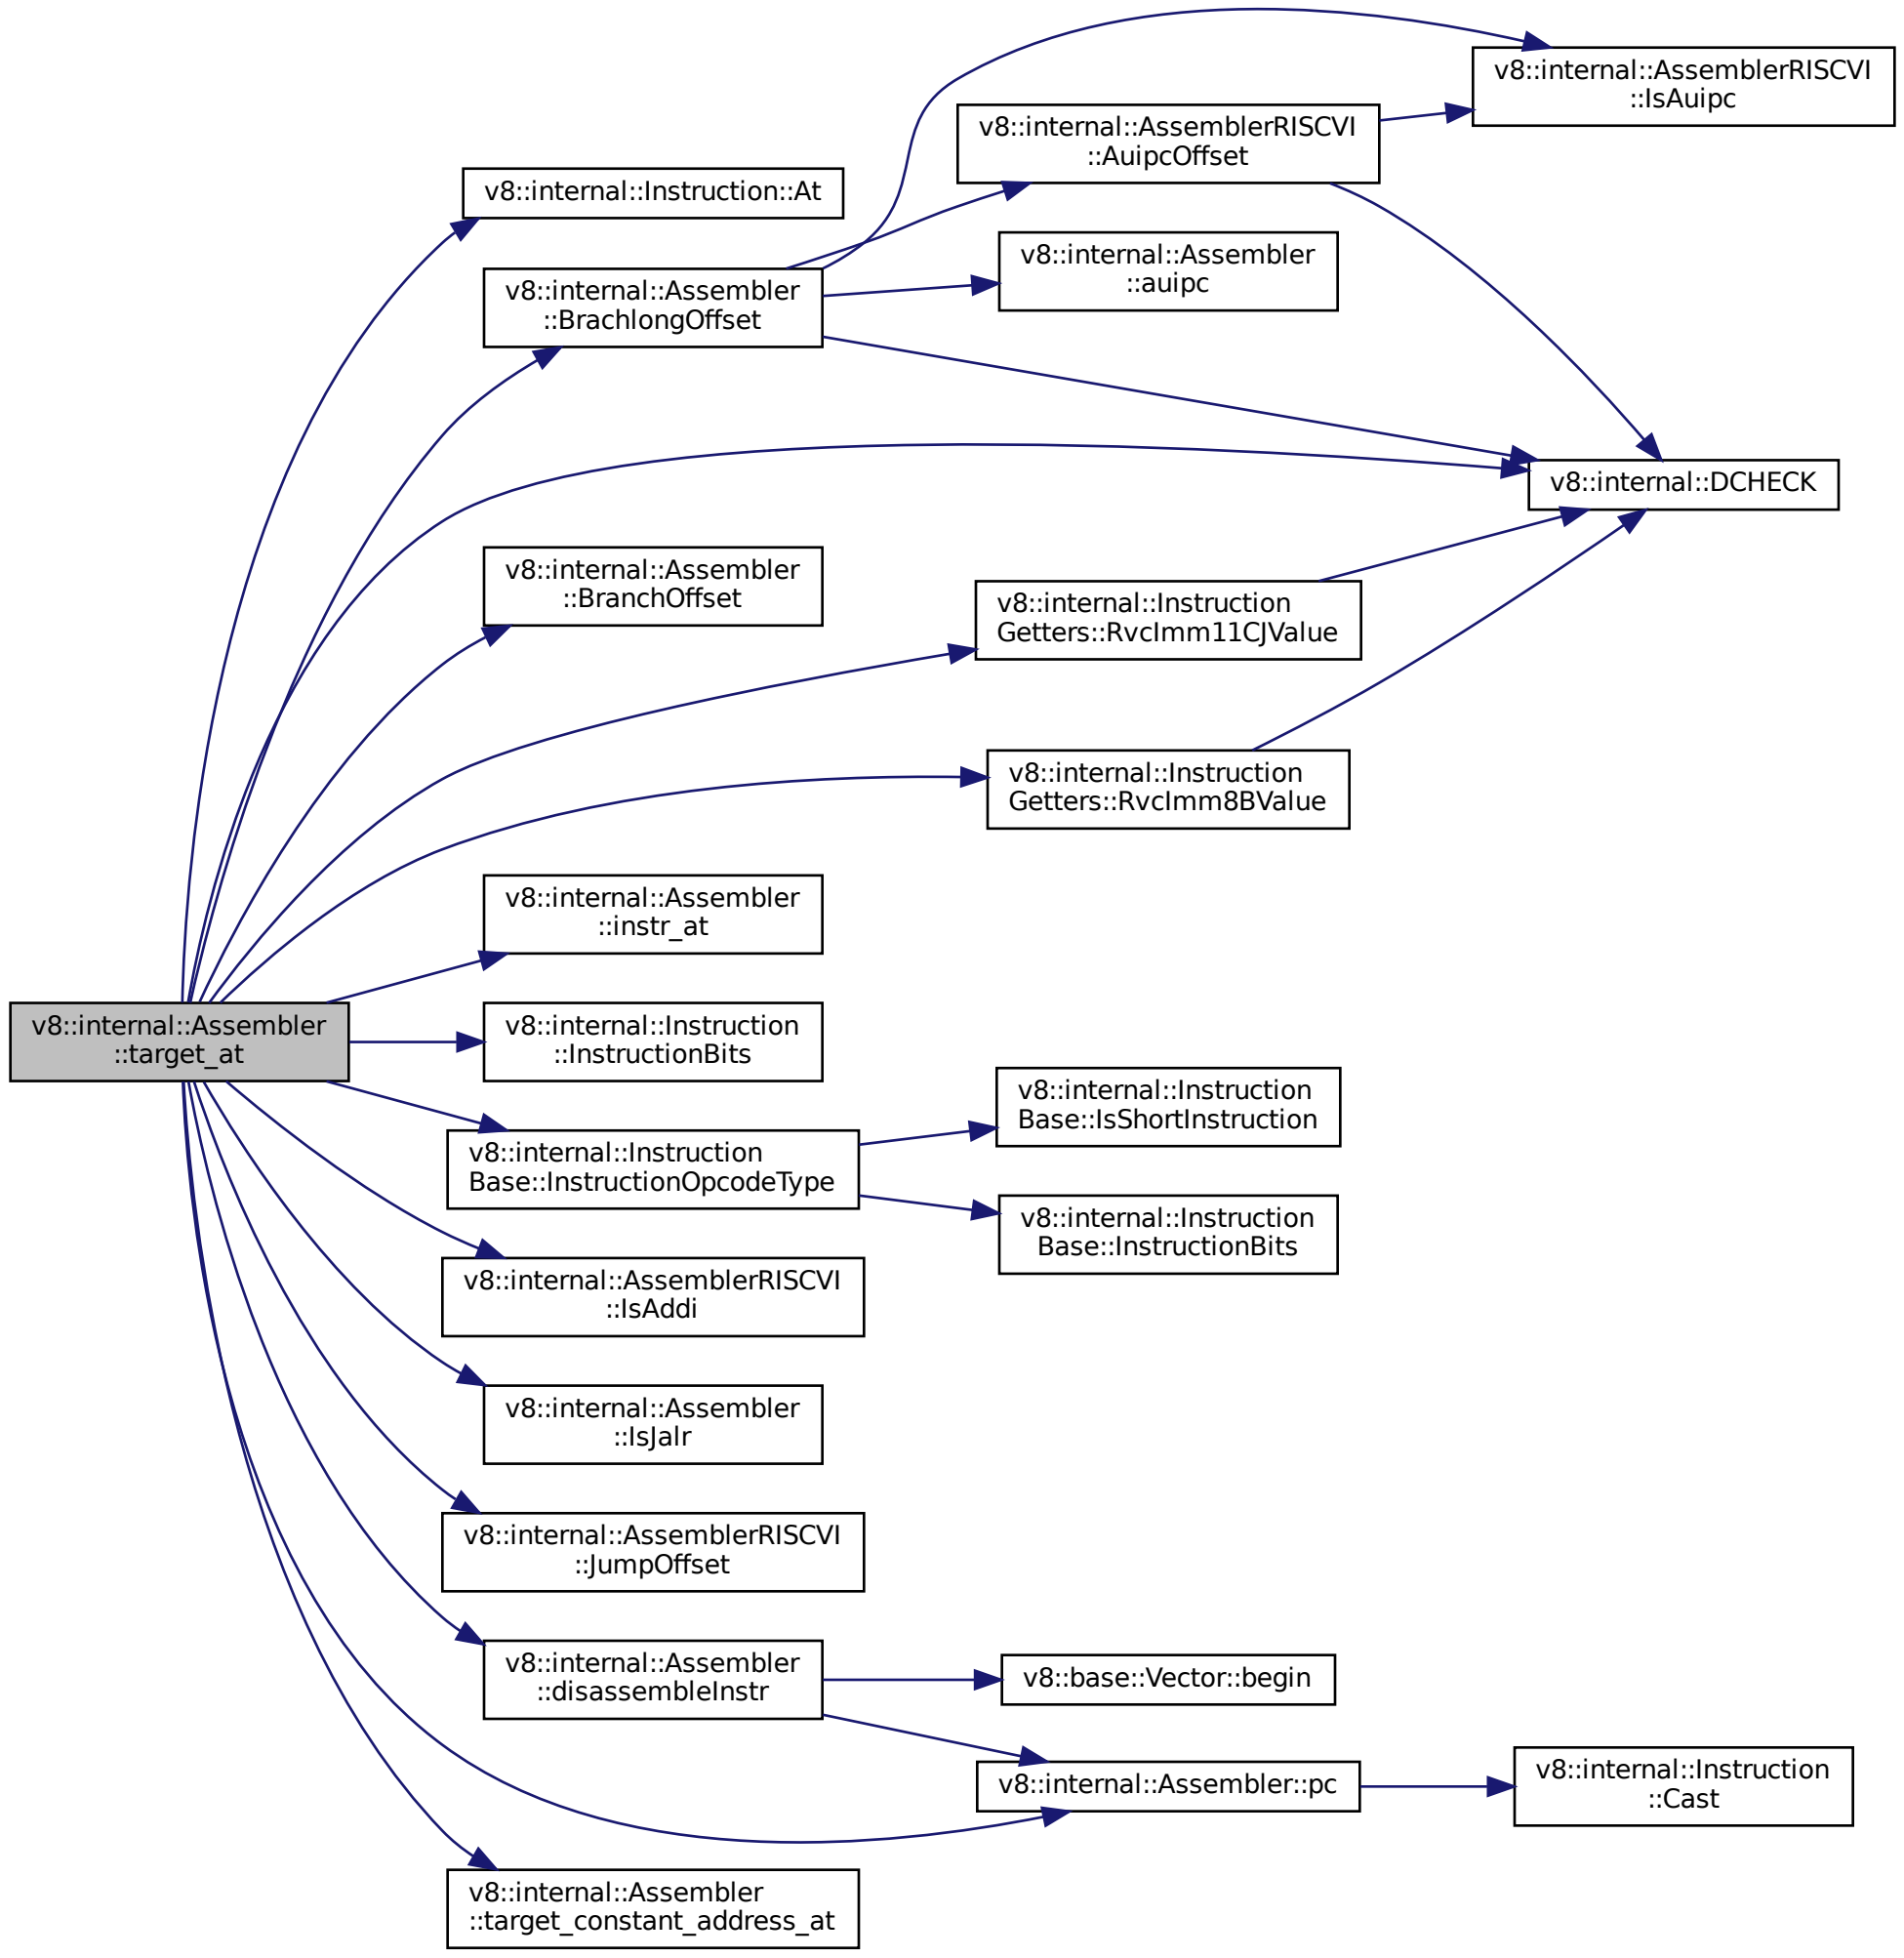 v8::internal::AssemblerRISCVI
::IsAuipc
v8::internal::AssemblerRISCVI
::AuipcOffset
v8::internal::Instruction::At
v8::internal::Assembler
::auipc
v8::internal::Assembler
::BrachlongOffset
v8::internal::DCHECK
v8::internal::Assembler
::BranchOffset
v8::internal::Instruction
Getters::RvcImm11CJValue
v8::internal::Instruction
Getters::RvcImm8BValue
v8::internal::Assembler
::instr_at
v8::internal::Assembler
::target_at
v8::internal::Instruction
::InstructionBits
v8::internal::Instruction
Base::IsShortInstruction
v8::internal::Instruction
Base::InstructionOpcodeType
v8::internal::Instruction
Base::InstructionBits
v8::internal::AssemblerRISCVI
::IsAddi
v8::internal::Assembler
::IsJalr
v8::internal::AssemblerRISCVI
::JumpOffset
v8::internal::Assembler
::disassembleInstr
v8::base::Vector::begin
v8::internal::Assembler::pc
v8::internal::Instruction
::Cast
v8::internal::Assembler
::target_constant_address_at